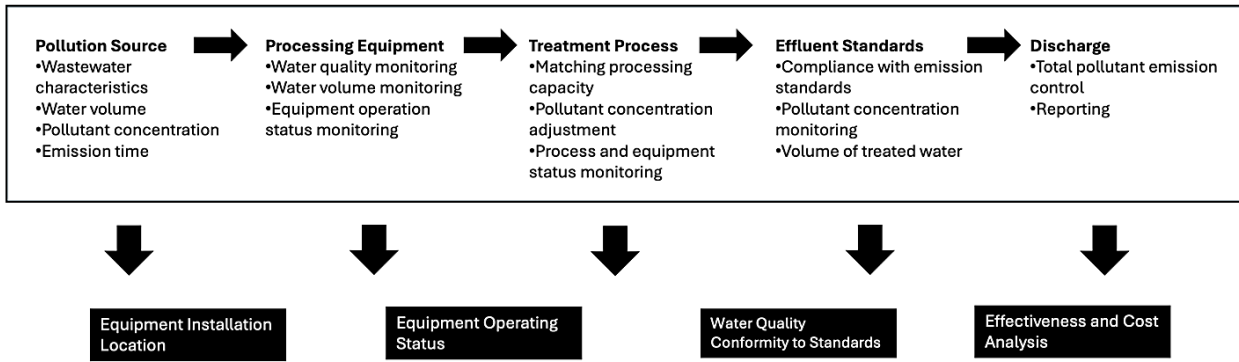 Pollution Source
•Wastewater
characteristics
•Water volume
•Pollutant concentration
•Emission time
Processing Equipment
•Water quality monitoring
•Water volume monitoring
•Equipment operation
status monitoring
Treatment Process
•Matching processing
capacity
•Pollutant concentration
adjustment
•Process and equipment
status monitoring
Effluent Standards
•Compliance with emission
standards
•Pollutant concentration
monitoring
•Volume of treated water
Discharge
•Total pollutant emission
control
•Reporting
Equipment Installation
Location
Equipment Operating
Status
Water Quality
Conformity to Standards
Effectiveness and Cost
Analysis